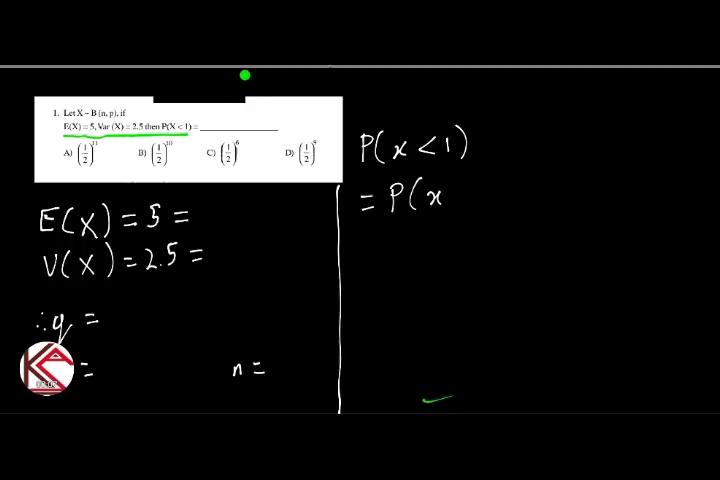 1. Let X ~ B (n, p), if
E(X) = 5, Var (X) = 2.5 then P(X < 1) = ____________
A) (1/2)^11 B) (1/2)^10 C) (1/2)^6 D) (1/2)^9
E(X) = 5 =
V(X) = 2.5 =
∴ q =
=
n =
P(x < 1)
= P(x